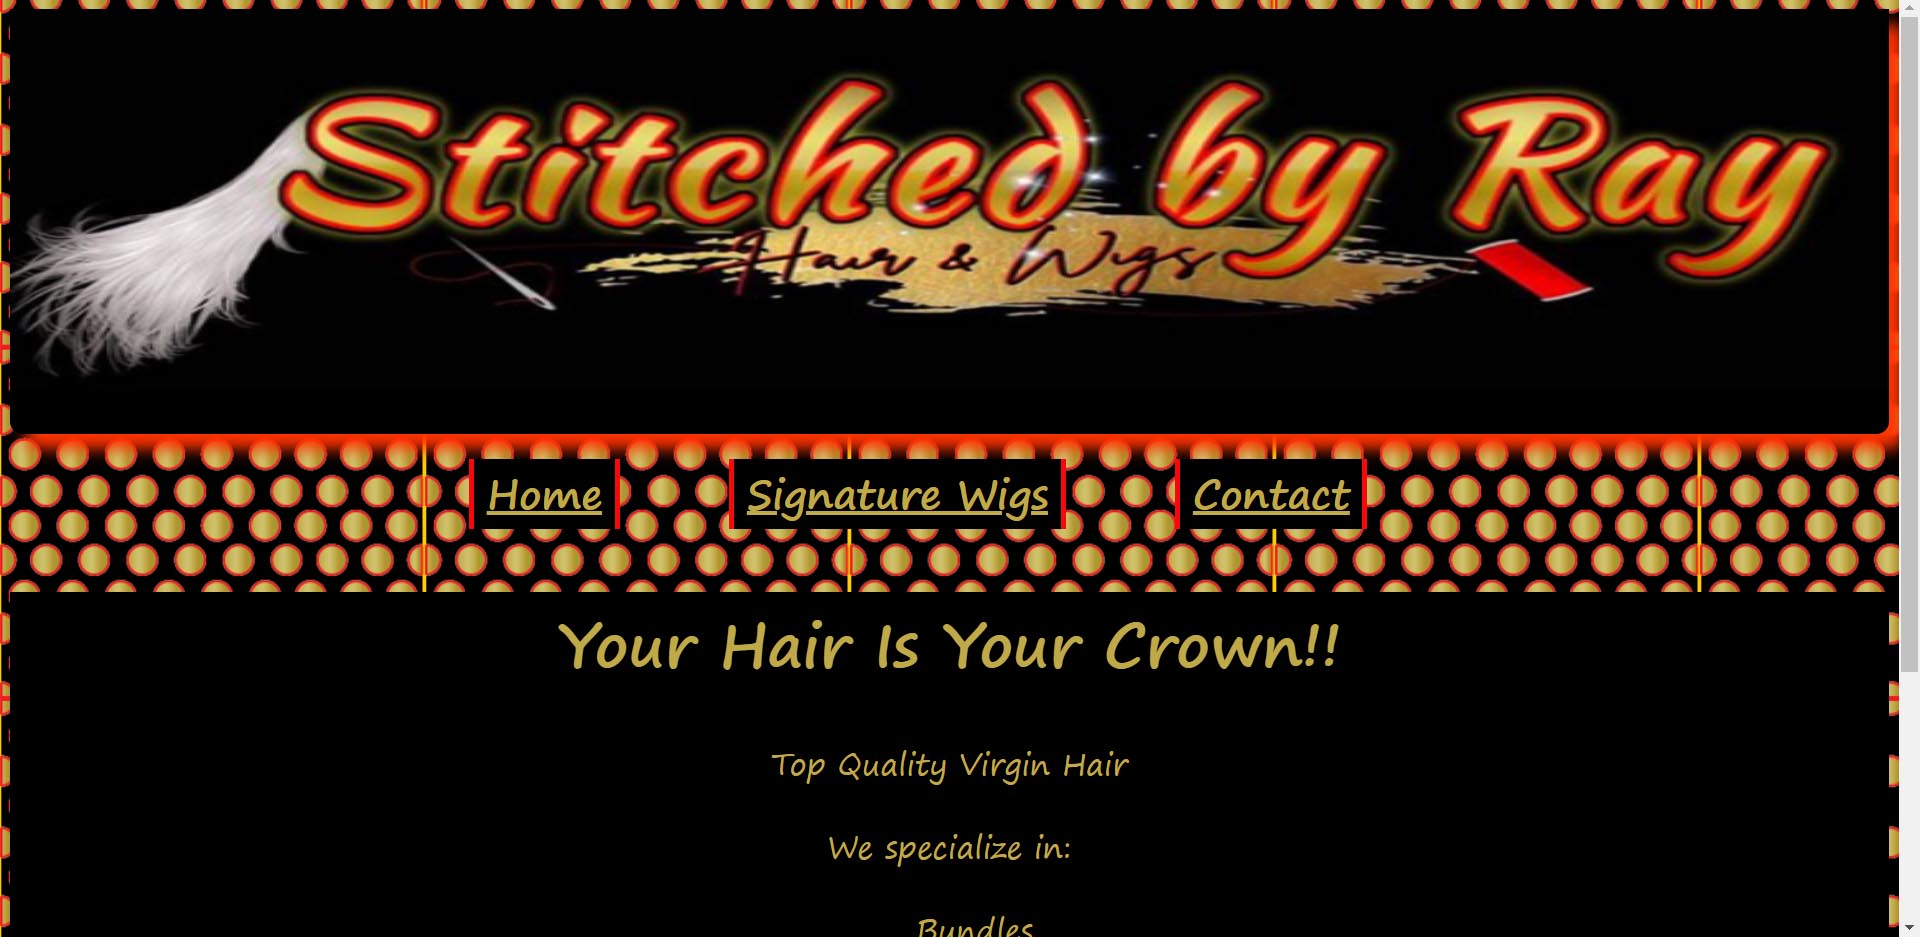 Stitched by Ray
Hair & Wigs
Home
Signature Wigs
Contact
Your Hair Is Your Crown!!
Top Quality Virgin Hair
We specialize in:
Bundles